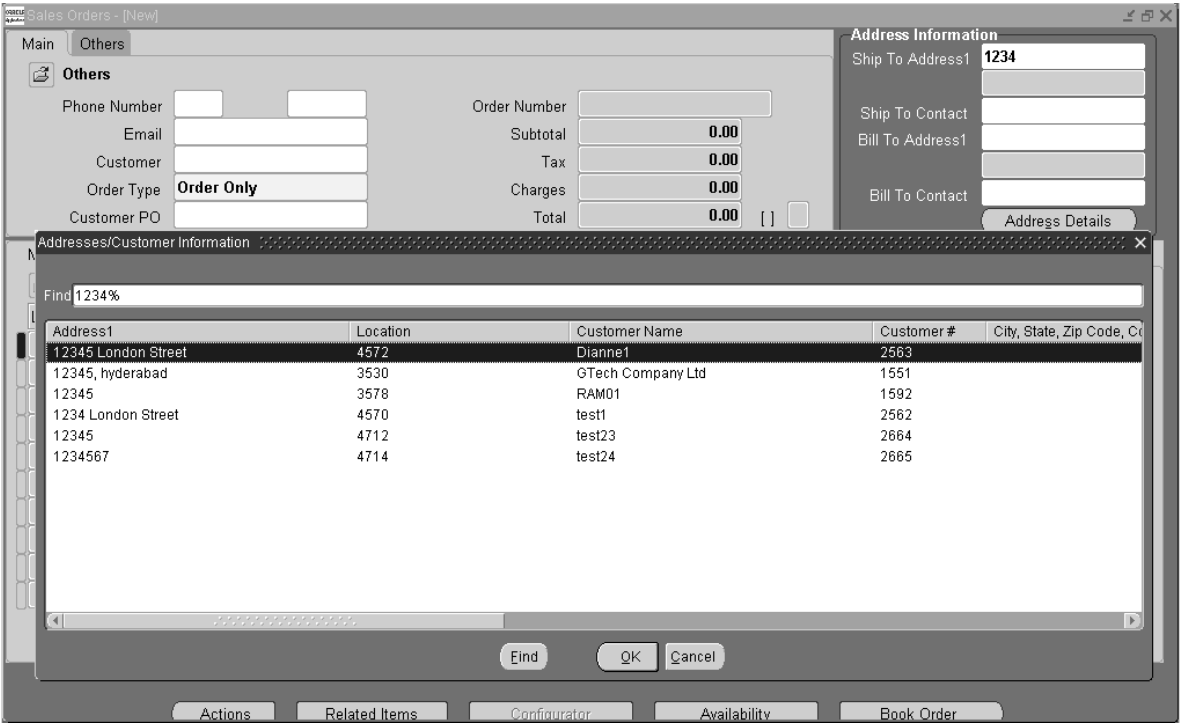 Sales Orders - [New]
Main Others
Others
Phone Number
Email
Customer
Order Type Order Only
Customer PO
Order Number
Subtotal 0.00
Tax 0.00
Charges 0.00
Total 0.00 [ ]
Address Information
Ship To Address1 1234
Ship To Contact
Bill To Address1
Bill To Contact
Address Details
Addresses/Customer Information
Find 1234%
Address1 Location Customer Name Customer # City, State, Zip Code,
12345 London Street 4572 Dianne1 2563
12345, hyderabad 3530 GTech Company Ltd 1551
12345 3578 RAM01 1592
1234 London Street 4570 test1 2562
12345 4712 test23 2664
1234567 4714 test24 2665
Find OK Cancel
Actions Related Items Configurator Availability Book Order